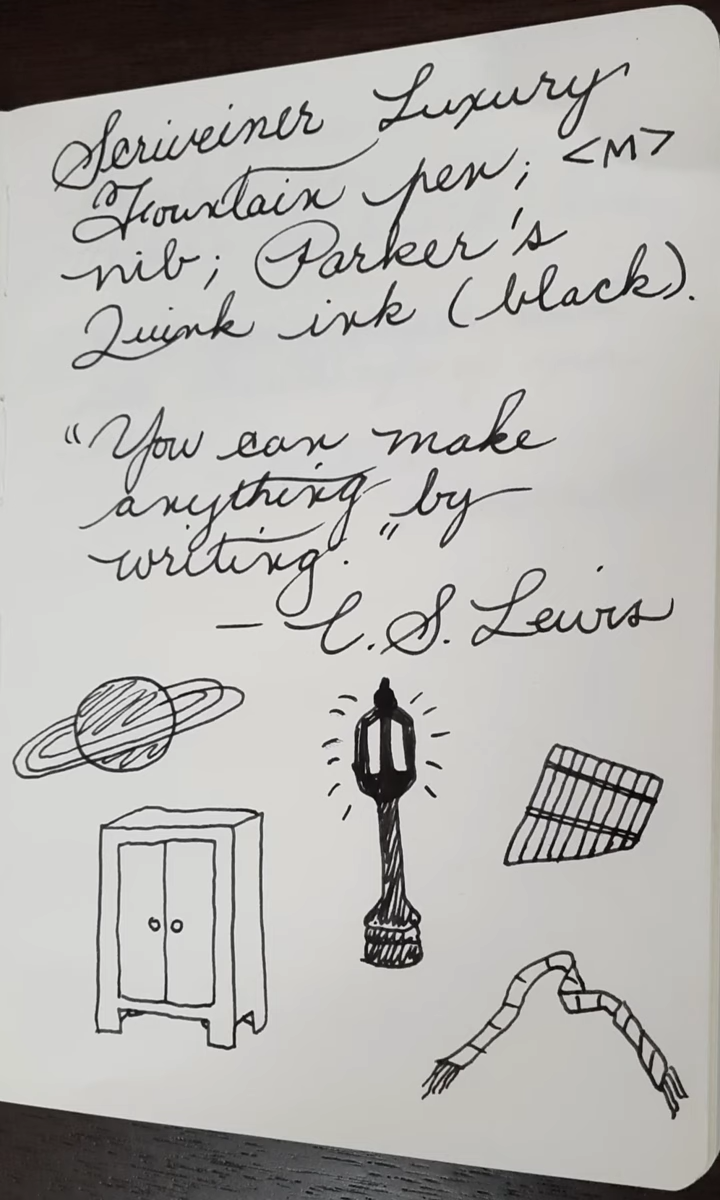 Scriveiner Luxury
Fountain pen; <M>
nib; Parker's
Quink ink (black).
"You can make
anything by
writing."
— C. S. Lewis